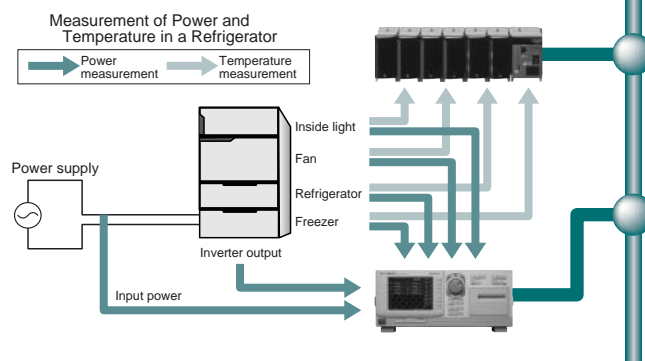 Measurement of Power and
Temperature in a Refrigerator
Power
measurement
Temperature
measurement
Inside light
Fan
Power supply
Refrigerator
Freezer
Inverter output
Input power